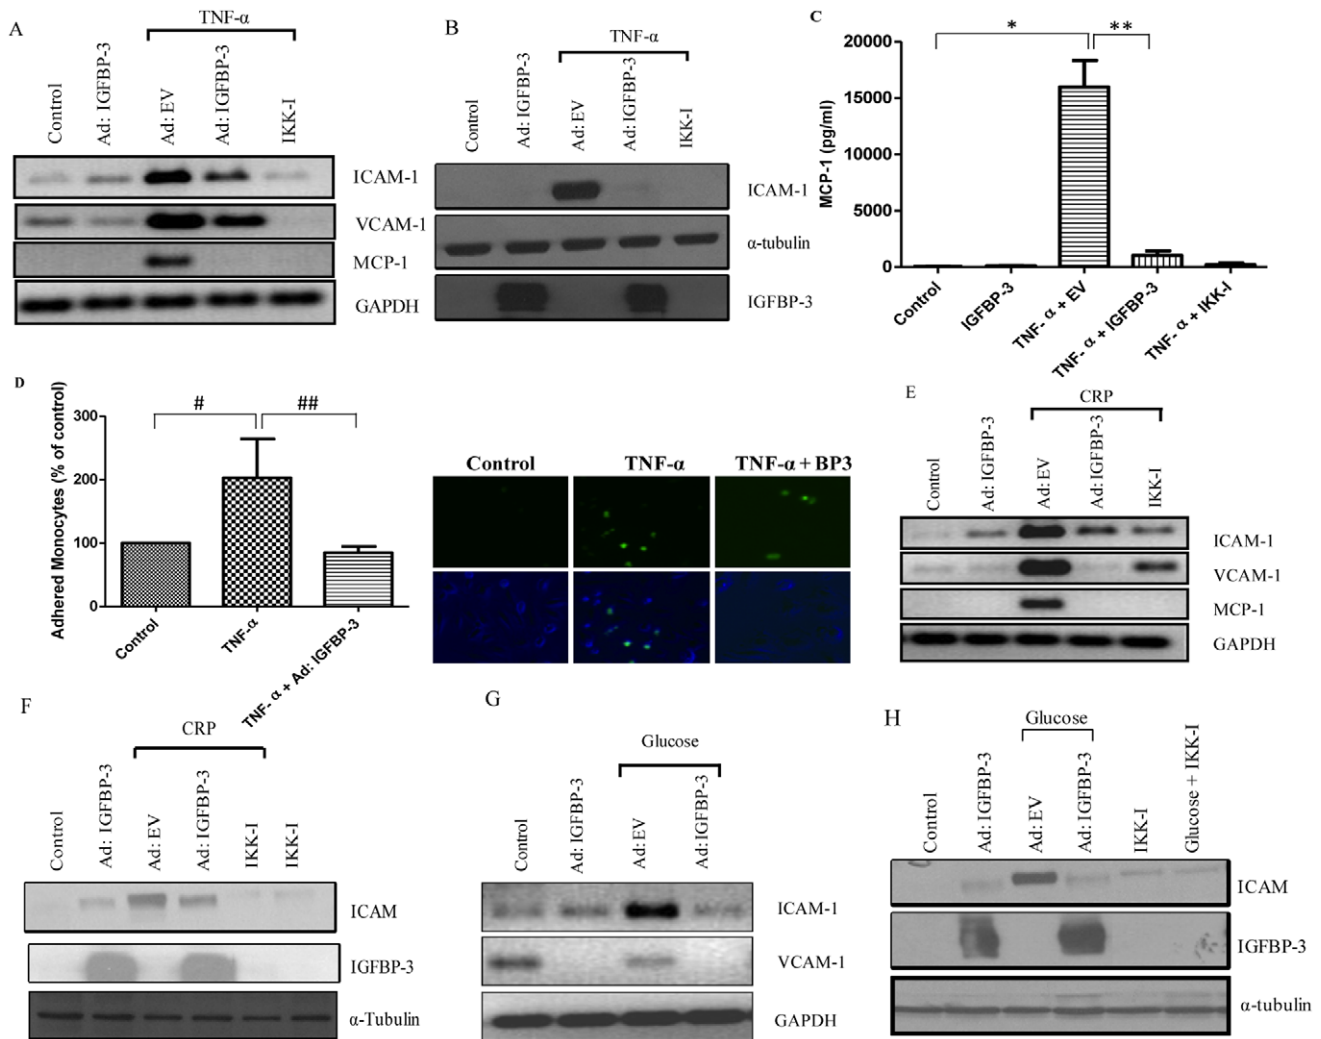 A
TNF-α
Control
Ad: IGFBP-3
Ad: EV
Ad: IGFBP-3
IKK-I
ICAM-1
VCAM-1
MCP-1
GAPDH
B
TNF-α
Control
Ad: IGFBP-3
Ad: EV
Ad: IGFBP-3
IKK-I
ICAM-1
α-tubulin
IGFBP-3
C
MCP-1 (pg/ml)
20000
15000
10000
5000
0
*
**
Control
IGFBP-3
TNF- α + EV
TNF- α + IGFBP-3
TNF- α + IKK-I
D
Adhered Monocytes (% of control)
300
200
100
0
#
##
Control
TNF-α
TNF- α + Ad: IGFBP-3
Control
TNF-α
TNF-α + BP3
E
CRP
Control
Ad: IGFBP-3
Ad: EV
Ad: IGFBP-3
IKK-I
ICAM-1
VCAM-1
MCP-1
GAPDH
F
CRP
Control
Ad: IGFBP-3
Ad: EV
Ad: IGFBP-3
IKK-I
IKK-I
ICAM
IGFBP-3
α-Tubulin
G
Glucose
Control
Ad: IGFBP-3
Ad: EV
Ad: IGFBP-3
ICAM-1
VCAM-1
GAPDH
H
Glucose
Control
Ad: IGFBP-3
Ad: EV
Ad: IGFBP-3
IKK-I
Glucose + IKK-I
ICAM
IGFBP-3
α-tubulin